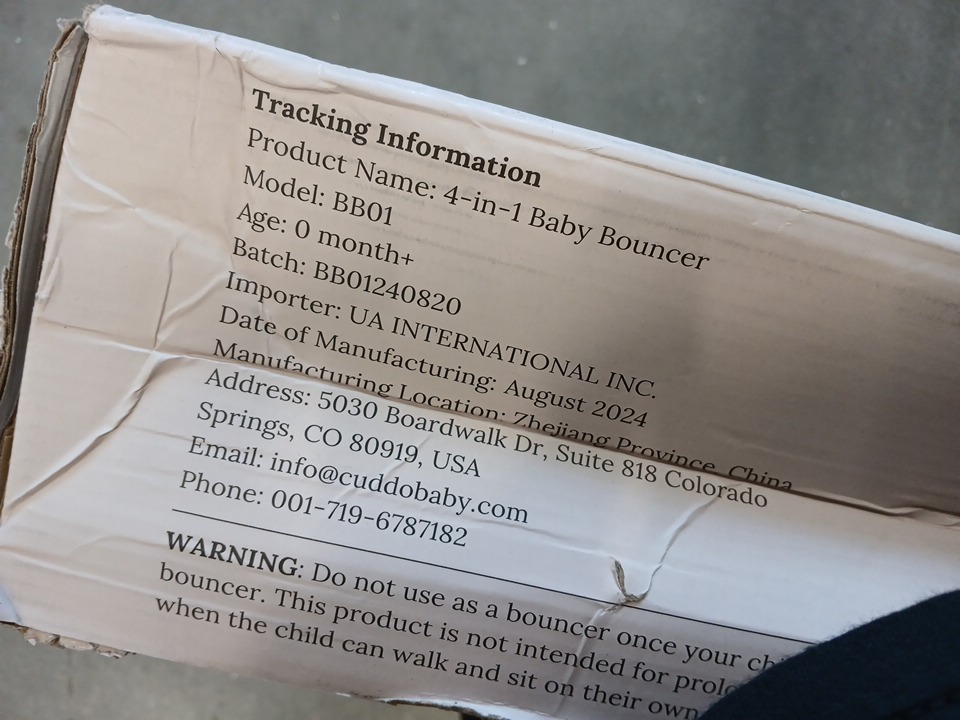 Tracking Information
Product Name: 4-in-1 Baby Bouncer
Model: BB01
Age: 0 month+
Batch: BB01240820
Importer: UA INTERNATIONAL INC.
Date of Manufacturing: August 2024
Manufacturing Location: Zhejiang Province, China
Address: 5030 Boardwalk Dr, Suite 818 Colorado
Springs, CO 80919, USA
Email: info@cuddobaby.com
Phone: 001-719-6787182
WARNING: Do not use as a bouncer once your
bouncer. This product is not intended for
when the child can walk and sit on their own